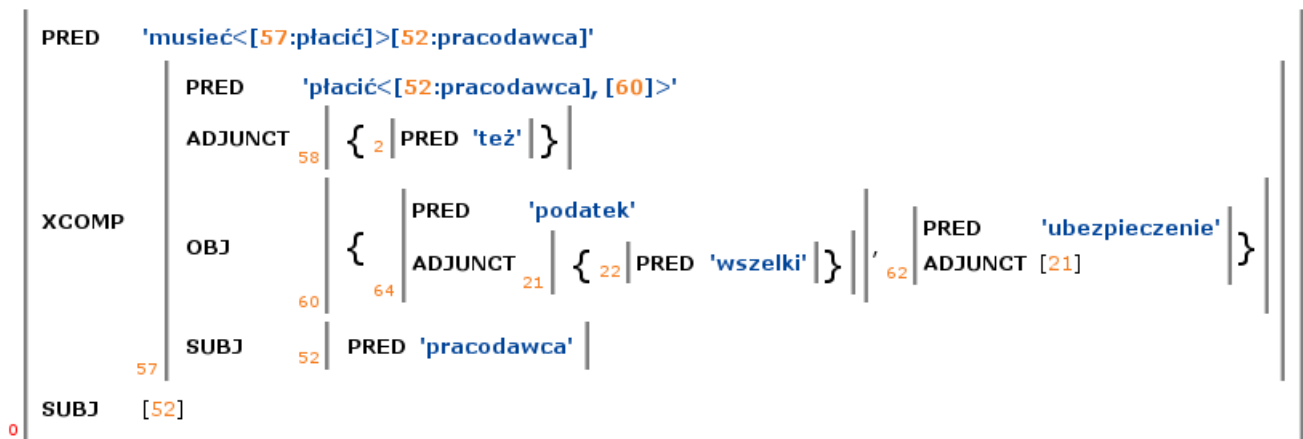 PRED 'musieć<[57:płacić]>[52:pracodawca]'
PRED 'płacić<[52:pracodawca], [60]>'
ADJUNCT 58 { 2 PRED 'też' }
XCOMP
OBJ
60 { 64 PRED 'podatek'
ADJUNCT 21 { 22 PRED 'wszelki' } , 62 PRED 'ubezpieczenie'
ADJUNCT [21] }
57 SUBJ 52 PRED 'pracodawca'
0 SUBJ [52]